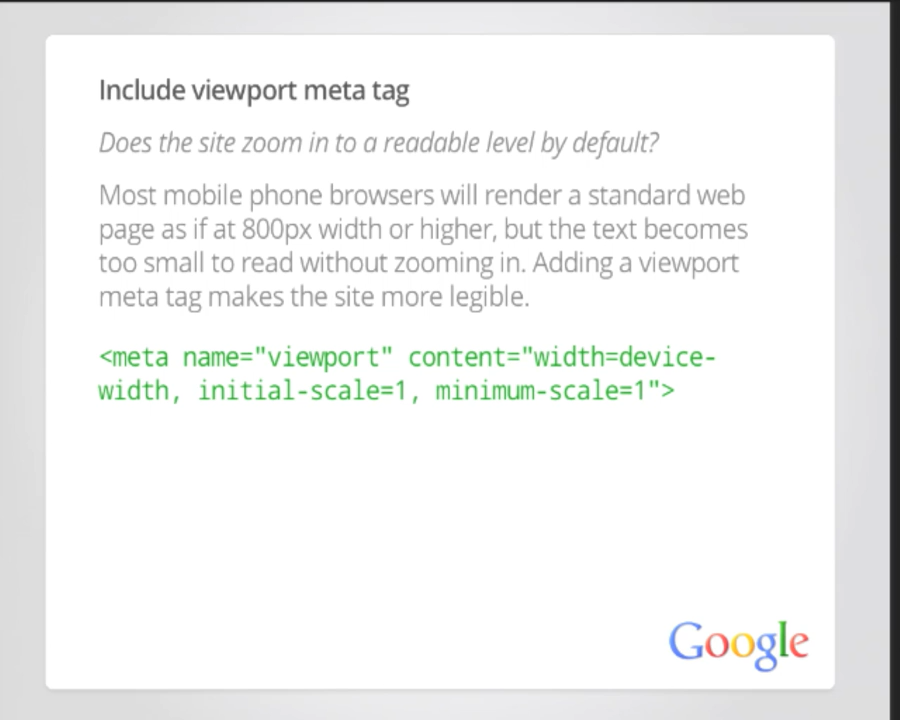 Include viewport meta tag
Does the site zoom in to a readable level by default?
Most mobile phone browsers will render a standard web
page as if at 800px width or higher, but the text becomes
too small to read without zooming in. Adding a viewport
meta tag makes the site more legible.
<meta name="viewport" content="width=device-
width, initial-scale=1, minimum-scale=1">
Google